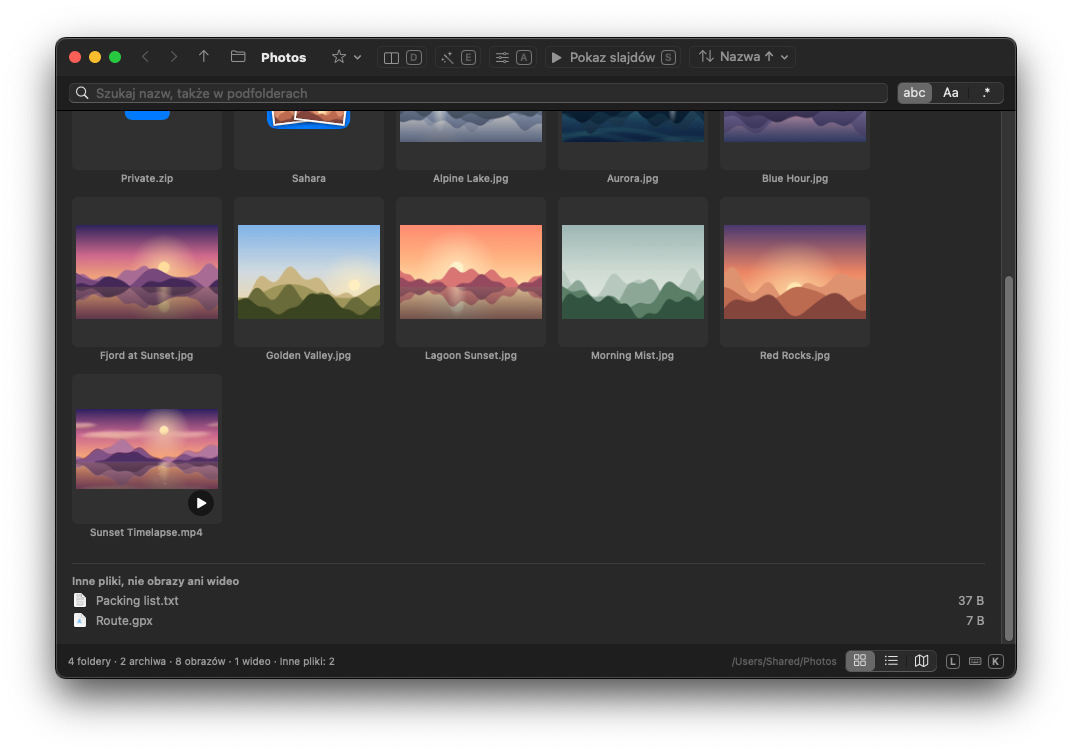 Photos
D
E
A
Pokaz slajdów S
Nazwa
Szukaj nazw, także w podfolderach
abc Aa .*
Private.zip Sahara Alpine Lake.jpg Aurora.jpg Blue Hour.jpg
Fjord at Sunset.jpg Golden Valley.jpg Lagoon Sunset.jpg Morning Mist.jpg Red Rocks.jpg
Sunset Timelapse.mp4
Inne pliki, nie obrazy ani wideo
Packing list.txt 37 B
Route.gpx 7 B
4 foldery · 2 archiwa · 8 obrazów · 1 wideo · Inne pliki: 2 /Users/Shared/Photos L K